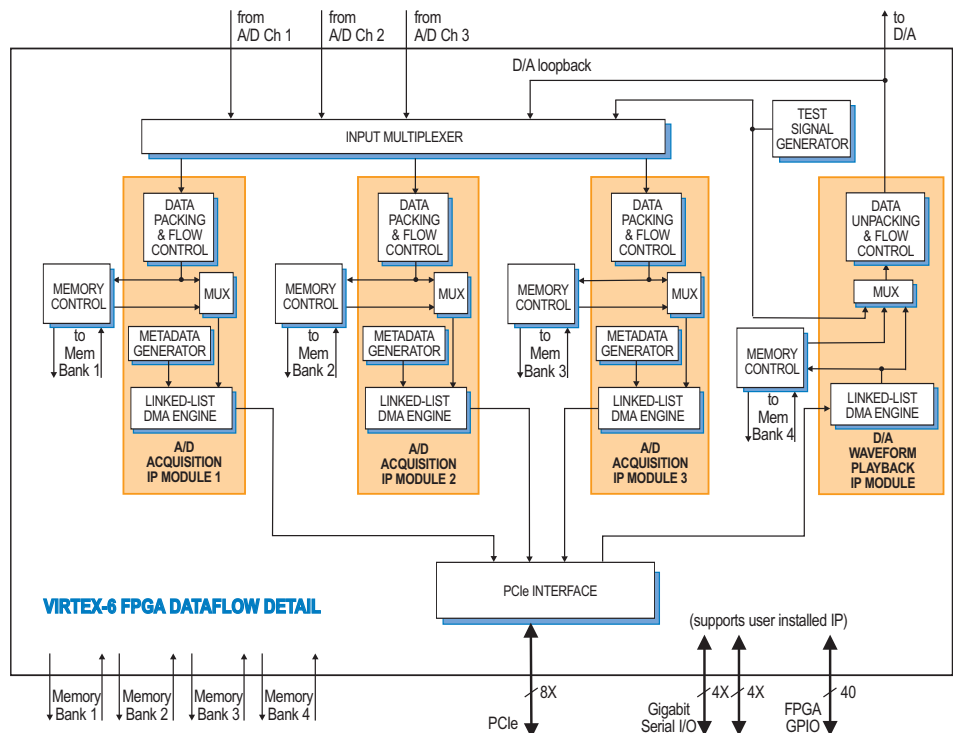 from
A/D Ch 1
from
A/D Ch 2
from
A/D Ch 3
to
D/A
D/A loopback
INPUT MULTIPLEXER
TEST
SIGNAL
GENERATOR
DATA
PACKING
& FLOW
CONTROL
MEMORY
CONTROL
MUX
to
Mem
Bank 1
METADATA
GENERATOR
LINKED-LIST
DMA ENGINE
A/D
ACQUISITION
IP MODULE 1
DATA
PACKING
& FLOW
CONTROL
MEMORY
CONTROL
MUX
to
Mem
Bank 2
METADATA
GENERATOR
LINKED-LIST
DMA ENGINE
A/D
ACQUISITION
IP MODULE 2
DATA
PACKING
& FLOW
CONTROL
MEMORY
CONTROL
MUX
to
Mem
Bank 3
METADATA
GENERATOR
LINKED-LIST
DMA ENGINE
A/D
ACQUISITION
IP MODULE 3
DATA
UNPACKING
& FLOW
CONTROL
MUX
MEMORY
CONTROL
to
Mem
Bank 4
LINKED-LIST
DMA ENGINE
D/A
WAVEFORM
PLAYBACK
IP MODULE
PCIe INTERFACE
VIRTEX-6 FPGA DATAFLOW DETAIL
(supports user installed IP)
Memory
Bank 1
Memory
Bank 2
Memory
Bank 3
Memory
Bank 4
8X
PCIe
4X
4X
Gigabit
Serial I/O
40
FPGA
GPIO